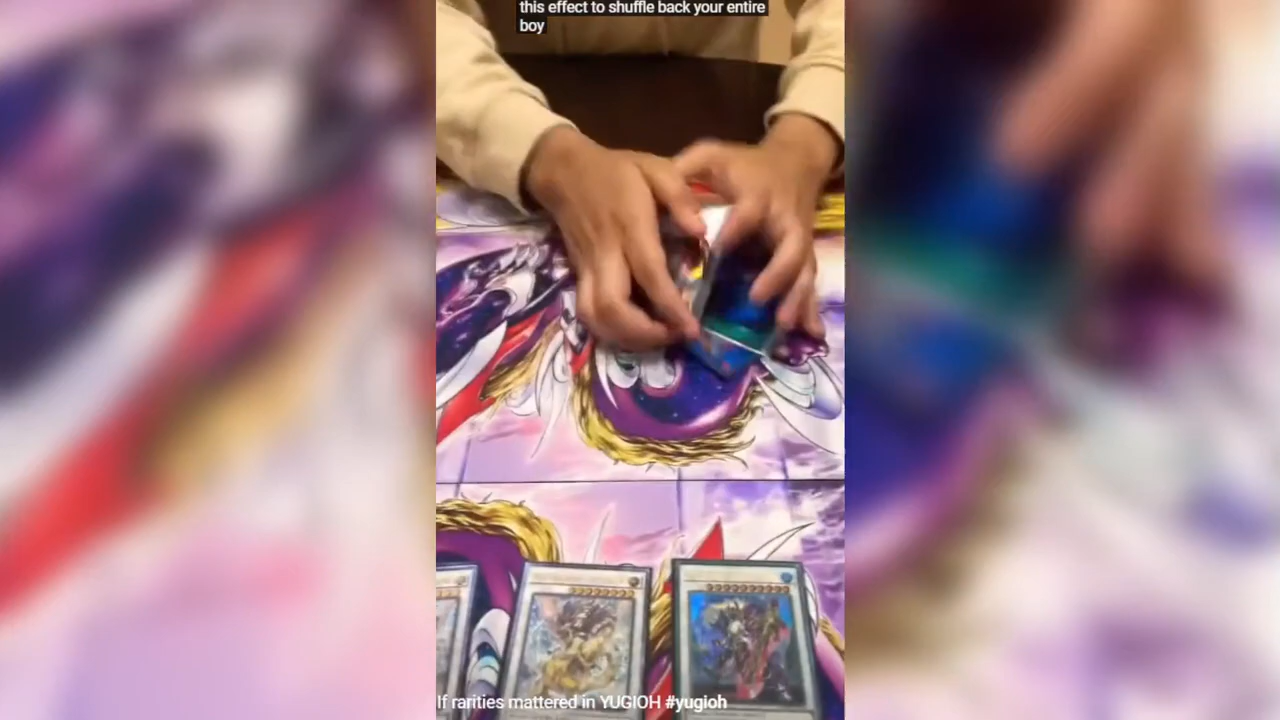 this effect to shuffle back your entire
boy
If rarities mattered in YUGIOH #yugioh